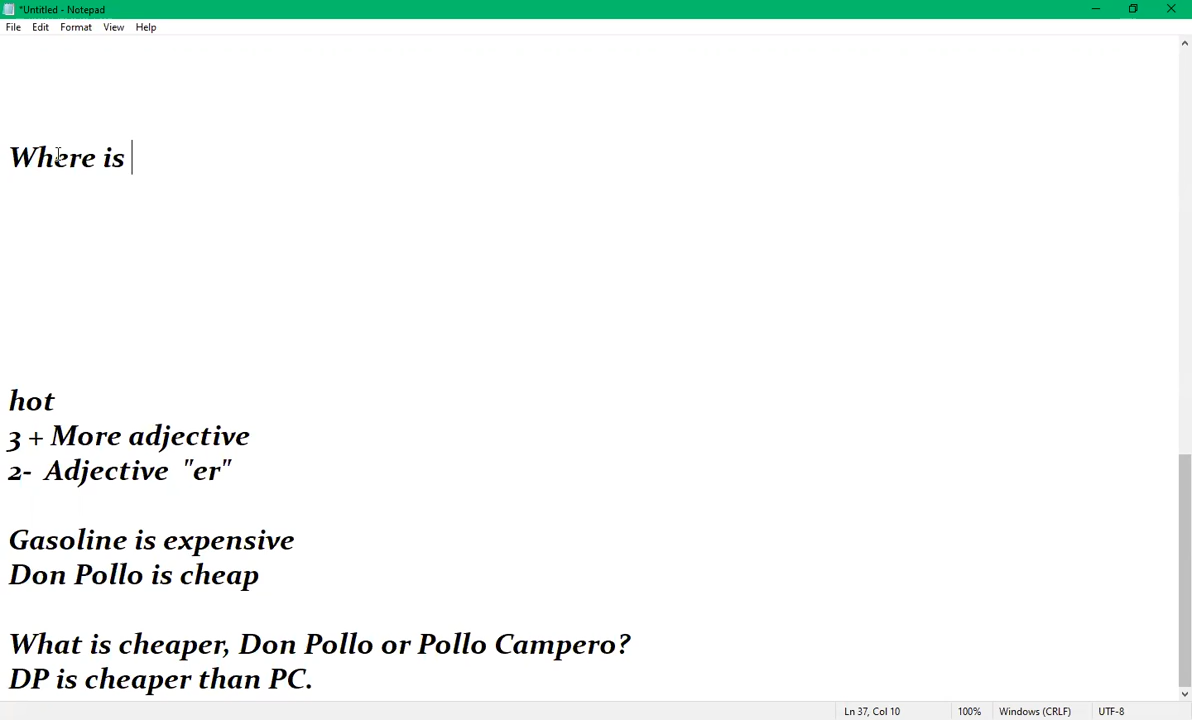 *Untitled - Notepad
File Edit Format View Help
Where is
hot
3 + More adjective
2- Adjective "er"
Gasoline is expensive
Don Pollo is cheap
What is cheaper, Don Pollo or Pollo Campero?
DP is cheaper than PC.
Ln 37, Col 10 100% Windows (CRLF) UTF-8